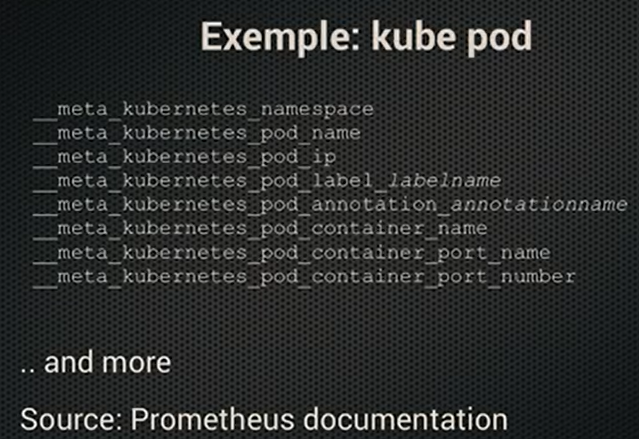 Exemple: kube pod
__meta_kubernetes_namespace
__meta_kubernetes_pod_name
__meta_kubernetes_pod_ip
__meta_kubernetes_pod_label_labelname
__meta_kubernetes_pod_annotation_annotationname
__meta_kubernetes_pod_container_name
__meta_kubernetes_pod_container_port_name
__meta_kubernetes_pod_container_port_number
.. and more
Source: Prometheus documentation